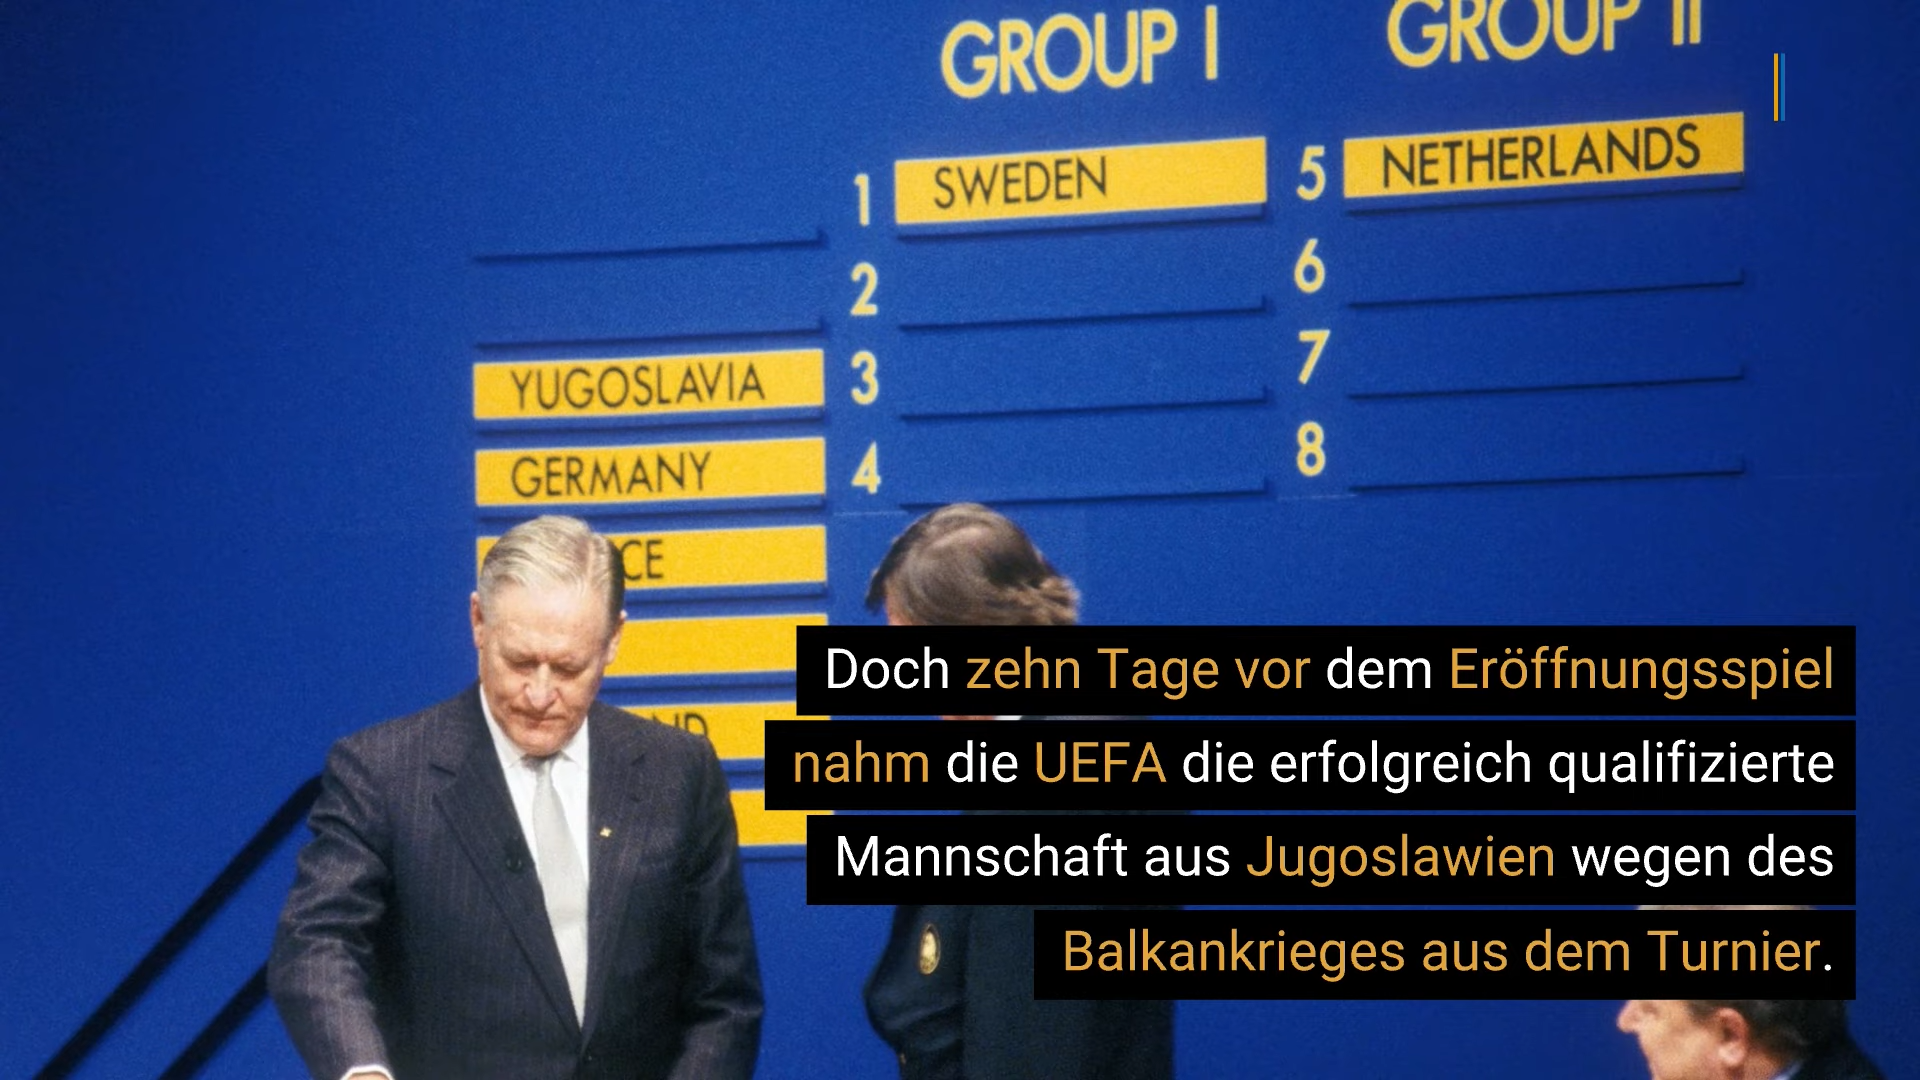 GROUP I
GROUP II
1 SWEDEN
5 NETHERLANDS
2
6
YUGOSLAVIA
3
7
GERMANY
4
8
Doch zehn Tage vor dem Eröffnungsspiel
nahm die UEFA die erfolgreich qualifizierte
Mannschaft aus Jugoslawien wegen des
Balkankrieges aus dem Turnier.